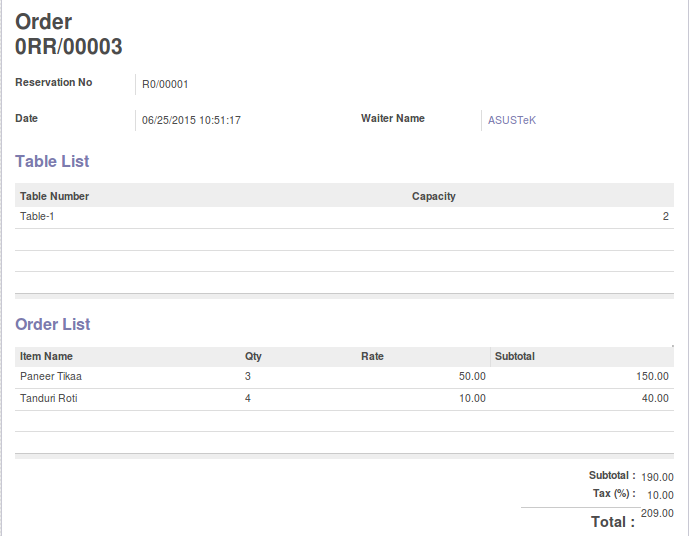 Order
0RR/00003
Reservation No R0/00001
Date 06/25/2015 10:51:17 Waiter Name ASUSTeK
Table List
Table Number Capacity
Table-1 2
Order List
Item Name Qty Rate Subtotal
Paneer Tikaa 3 50.00 150.00
Tanduri Roti 4 10.00 40.00
Subtotal : 190.00
Tax (%) : 10.00
Total : 209.00